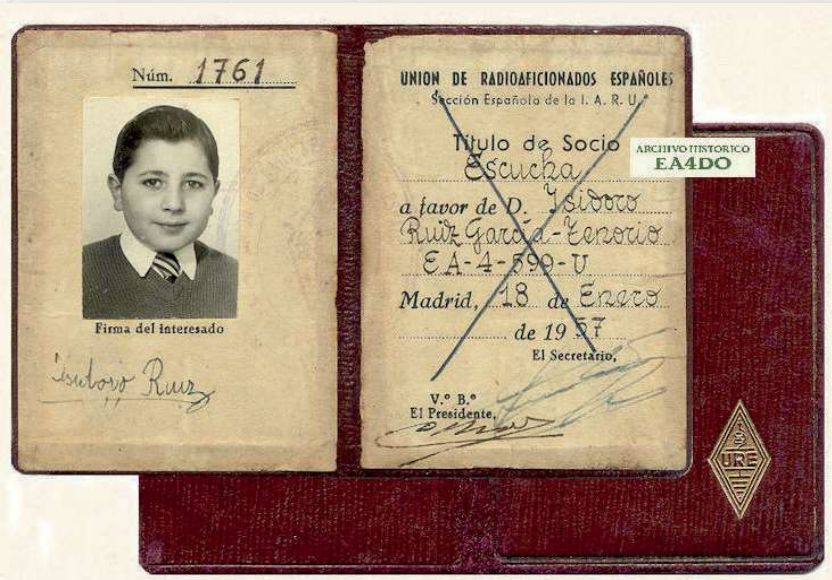 Núm. 1761
Firma del interesado
Isidoro Ruiz
UNION DE RADIOAFICIONADOS ESPAÑOLES
Sección Española de la I. A. R. U.
Título de Socio
Escucha
a favor de D. Isidoro
Ruiz García-Tenorio
EA-4-599-U
Madrid, 18 de Enero
de 1957
El Secretario,
V.º B.º
El Presidente,
ARCHIVO HISTORICO
EA4DO
URE